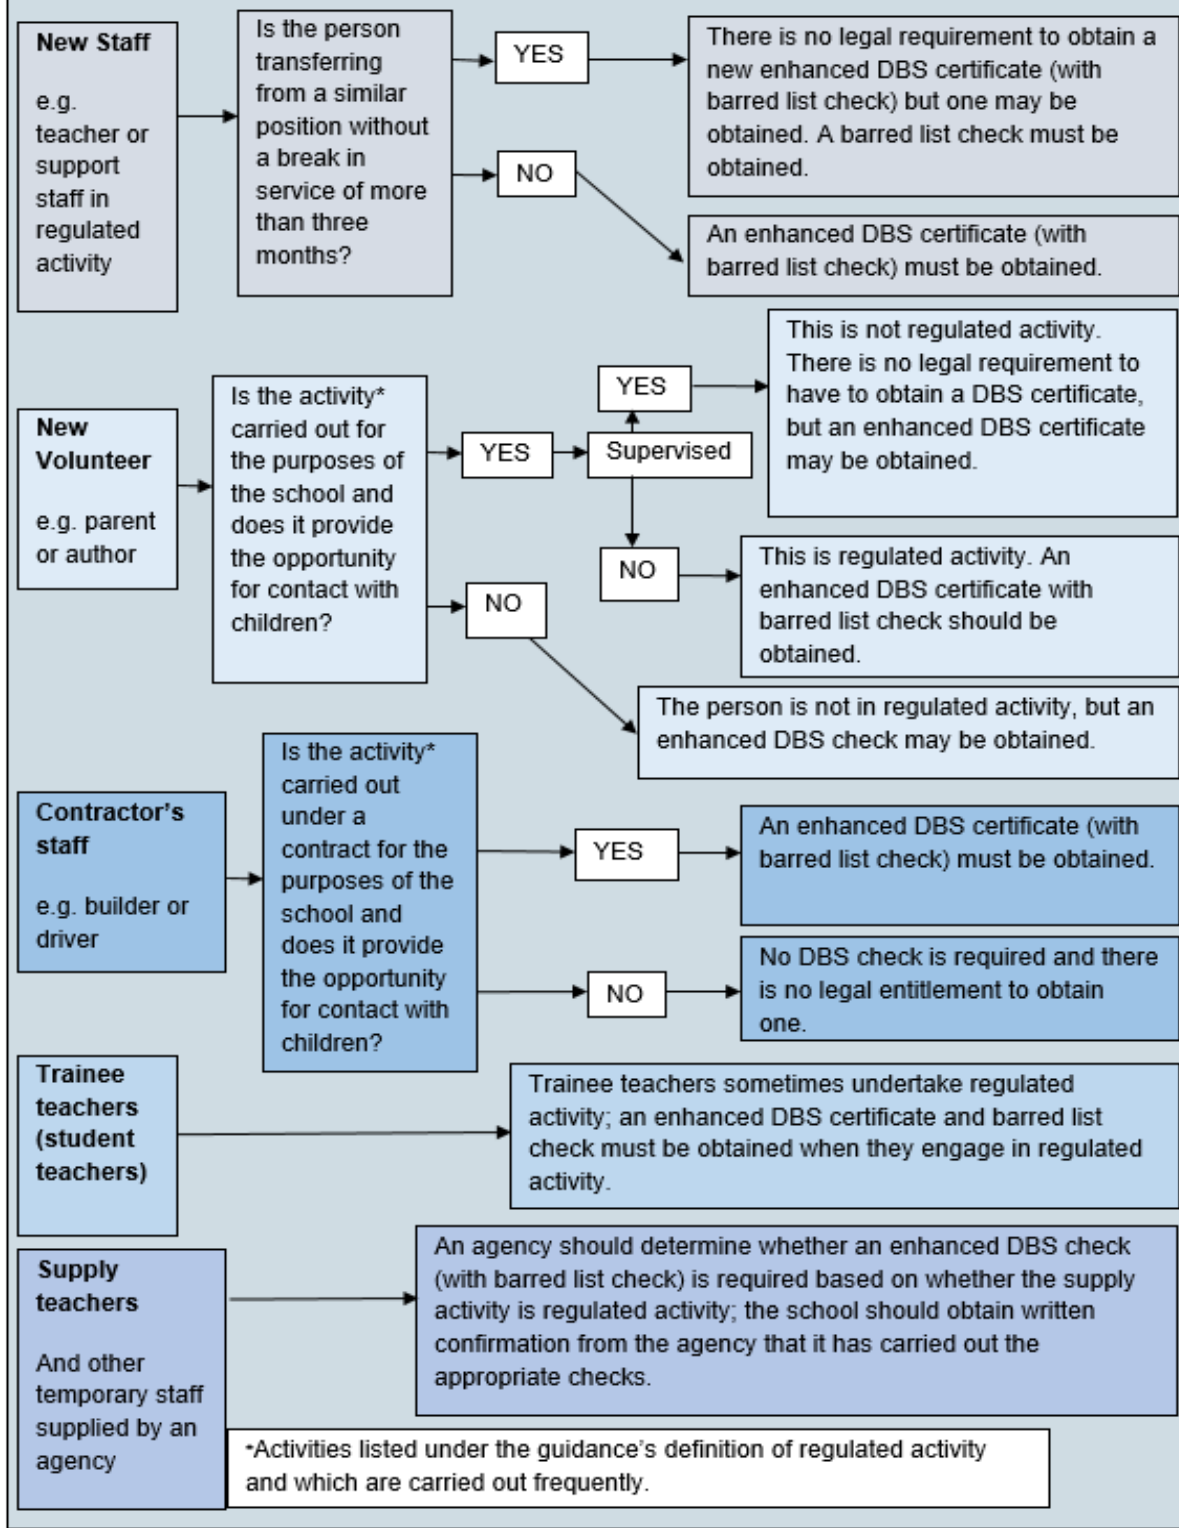 New Staff
e.g.
teacher or
support
staff in
regulated
activity
Is the person
transferring
from a similar
position without
a break in
service of more
than three
months?
YES
There is no legal requirement to obtain a
new enhanced DBS certificate (with
barred list check) but one may be
obtained. A barred list check must be
obtained.
NO
An enhanced DBS certificate (with
barred list check) must be obtained.
New
Volunteer
e.g. parent
or author
Is the activity*
carried out for
the purposes of
the school and
does it provide
the opportunity
for contact with
children?
YES
Supervised
YES
This is not regulated activity.
There is no legal requirement to
have to obtain a DBS certificate,
but an enhanced DBS certificate
may be obtained.
NO
This is regulated activity. An
enhanced DBS certificate with
barred list check should be
obtained.
NO
The person is not in regulated activity, but an
enhanced DBS check may be obtained.
Contractor's
staff
e.g. builder or
driver
Is the activity*
carried out
under a
contract for the
purposes of the
school and
does it provide
the opportunity
for contact with
children?
YES
An enhanced DBS certificate (with
barred list check) must be obtained.
NO
No DBS check is required and there
is no legal entitlement to obtain
one.
Trainee
teachers
(student
teachers)
Trainee teachers sometimes undertake regulated
activity; an enhanced DBS certificate and barred list
check must be obtained when they engage in regulated
activity.
Supply
teachers
And other
temporary staff
supplied by an
agency
An agency should determine whether an enhanced DBS check
(with barred list check) is required based on whether the supply
activity is regulated activity; the school should obtain written
confirmation from the agency that it has carried out the
appropriate checks.
*Activities listed under the guidance's definition of regulated activity
and which are carried out frequently.